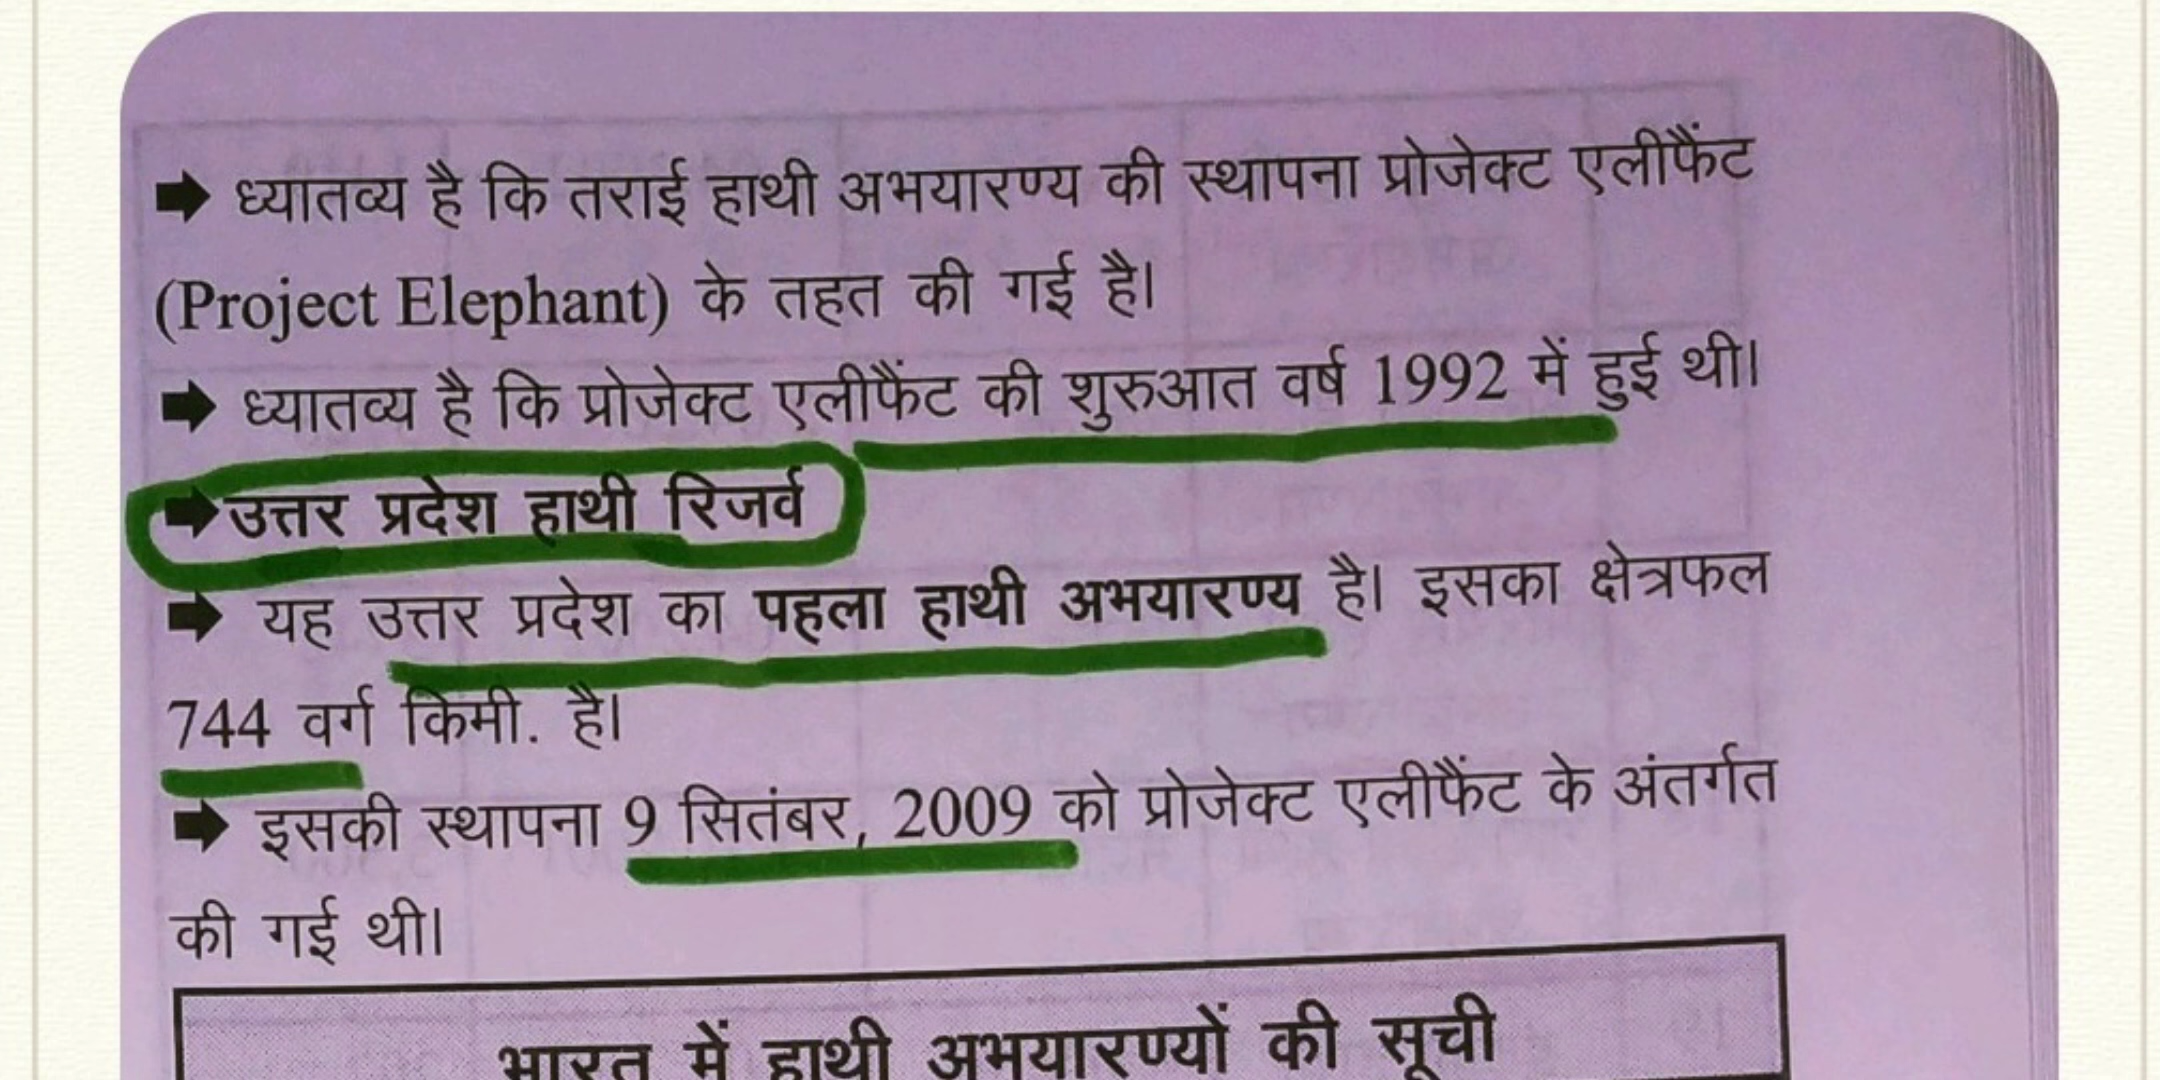 ➡ ध्यातव्य है कि तराई हाथी अभयारण्य की स्थापना प्रोजेक्ट एलीफैंट
(Project Elephant) के तहत की गई है।
➡ ध्यातव्य है कि प्रोजेक्ट एलीफैंट की शुरुआत वर्ष 1992 में हुई थी।
➡उत्तर प्रदेश हाथी रिजर्व
➡ यह उत्तर प्रदेश का पहला हाथी अभयारण्य है। इसका क्षेत्रफल
744 वर्ग किमी. है।
➡ इसकी स्थापना 9 सितंबर, 2009 को प्रोजेक्ट एलीफैंट के अंतर्गत
की गई थी।
भारत में हाथी अभयारण्यों की सूची